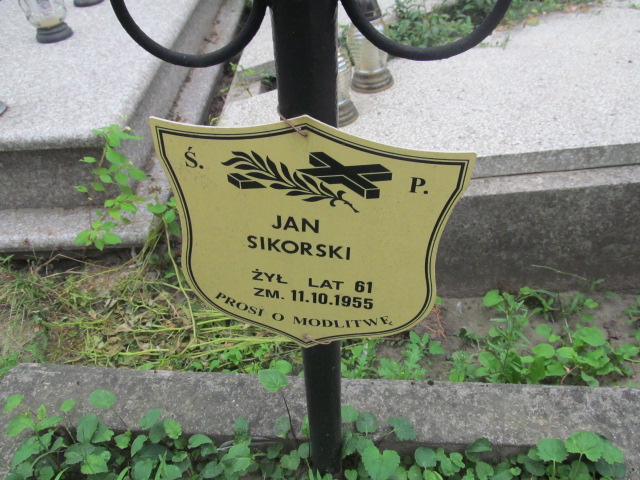 Ś. P.
JAN
SIKORSKI
ŻYŁ LAT 61
ZM. 11.10.1955
PROSI O MODLITWĘ